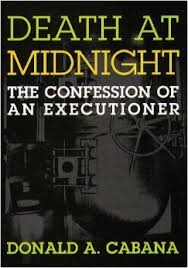 DEATH AT
MIDNIGHT
THE CONFESSION OF
AN EXECUTIONER
DONALD A. CABANA